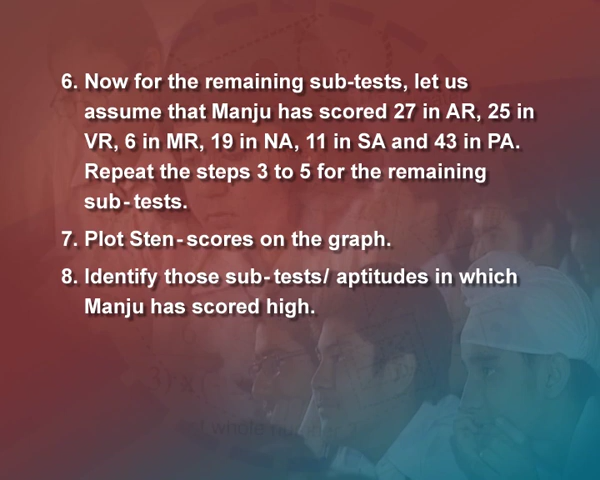 6. Now for the remaining sub-tests, let us
assume that Manju has scored 27 in AR, 25 in
VR, 6 in MR, 19 in NA, 11 in SA and 43 in PA.
Repeat the steps 3 to 5 for the remaining
sub-tests.
7. Plot Sten-scores on the graph.
8. Identify those sub-tests/ aptitudes in which
Manju has scored high.
whole number